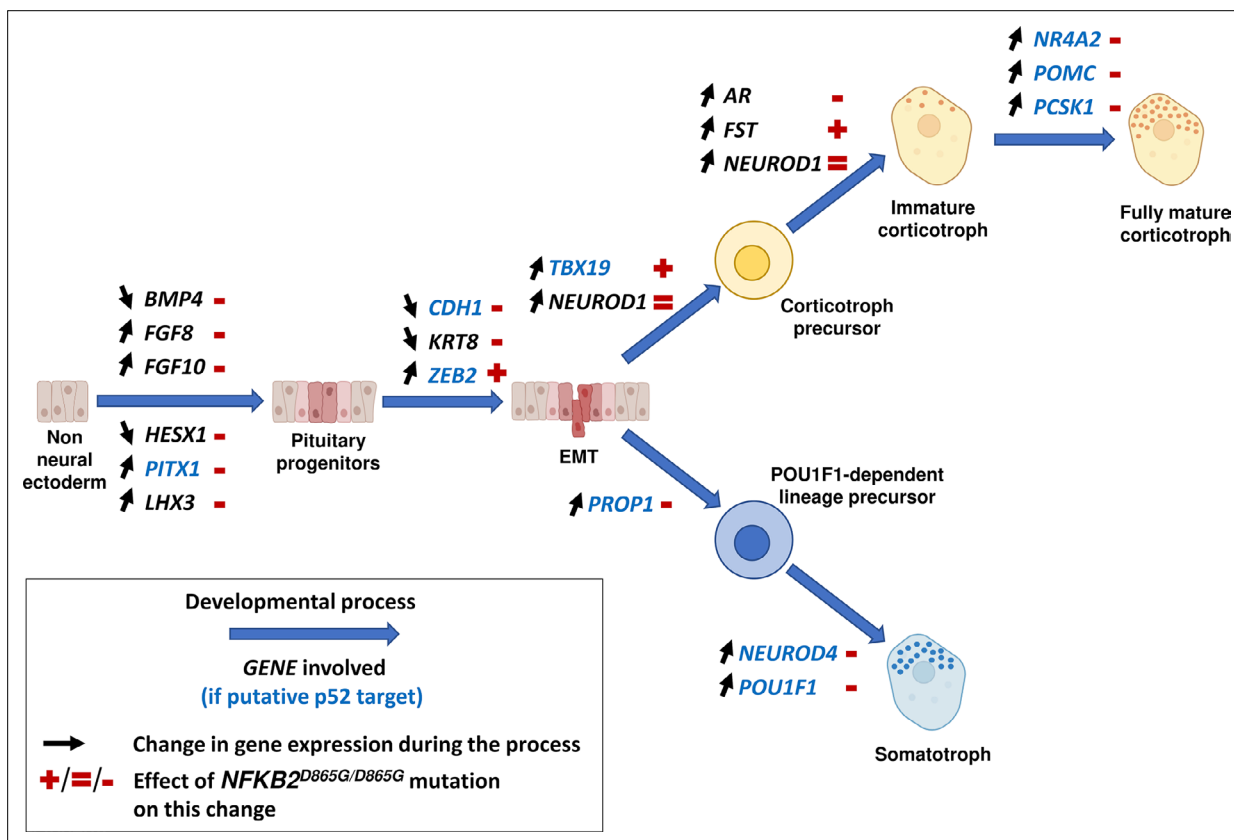 NR4A2 -
POMC -
PCSK1 -
AR -
FST +
NEUROD1 =
Immature
corticotroph
Fully mature
corticotroph
TBX19 +
NEUROD1 =
Corticotroph
precursor
BMP4 -
FGF8 -
FGF10 -
CDH1 -
KRT8 -
ZEB2 +
Non
neural
ectoderm
HESX1 -
PITX1 -
LHX3 -
Pituitary
progenitors
EMT
PROP1 -
POU1F1-dependent
lineage precursor
NEUROD4 -
POU1F1 -
Somatotroph
Developmental process
GENE involved
(if putative p52 target)
Change in gene expression during the process
+/=/- Effect of NFKB2D865G/D865G mutation
on this change